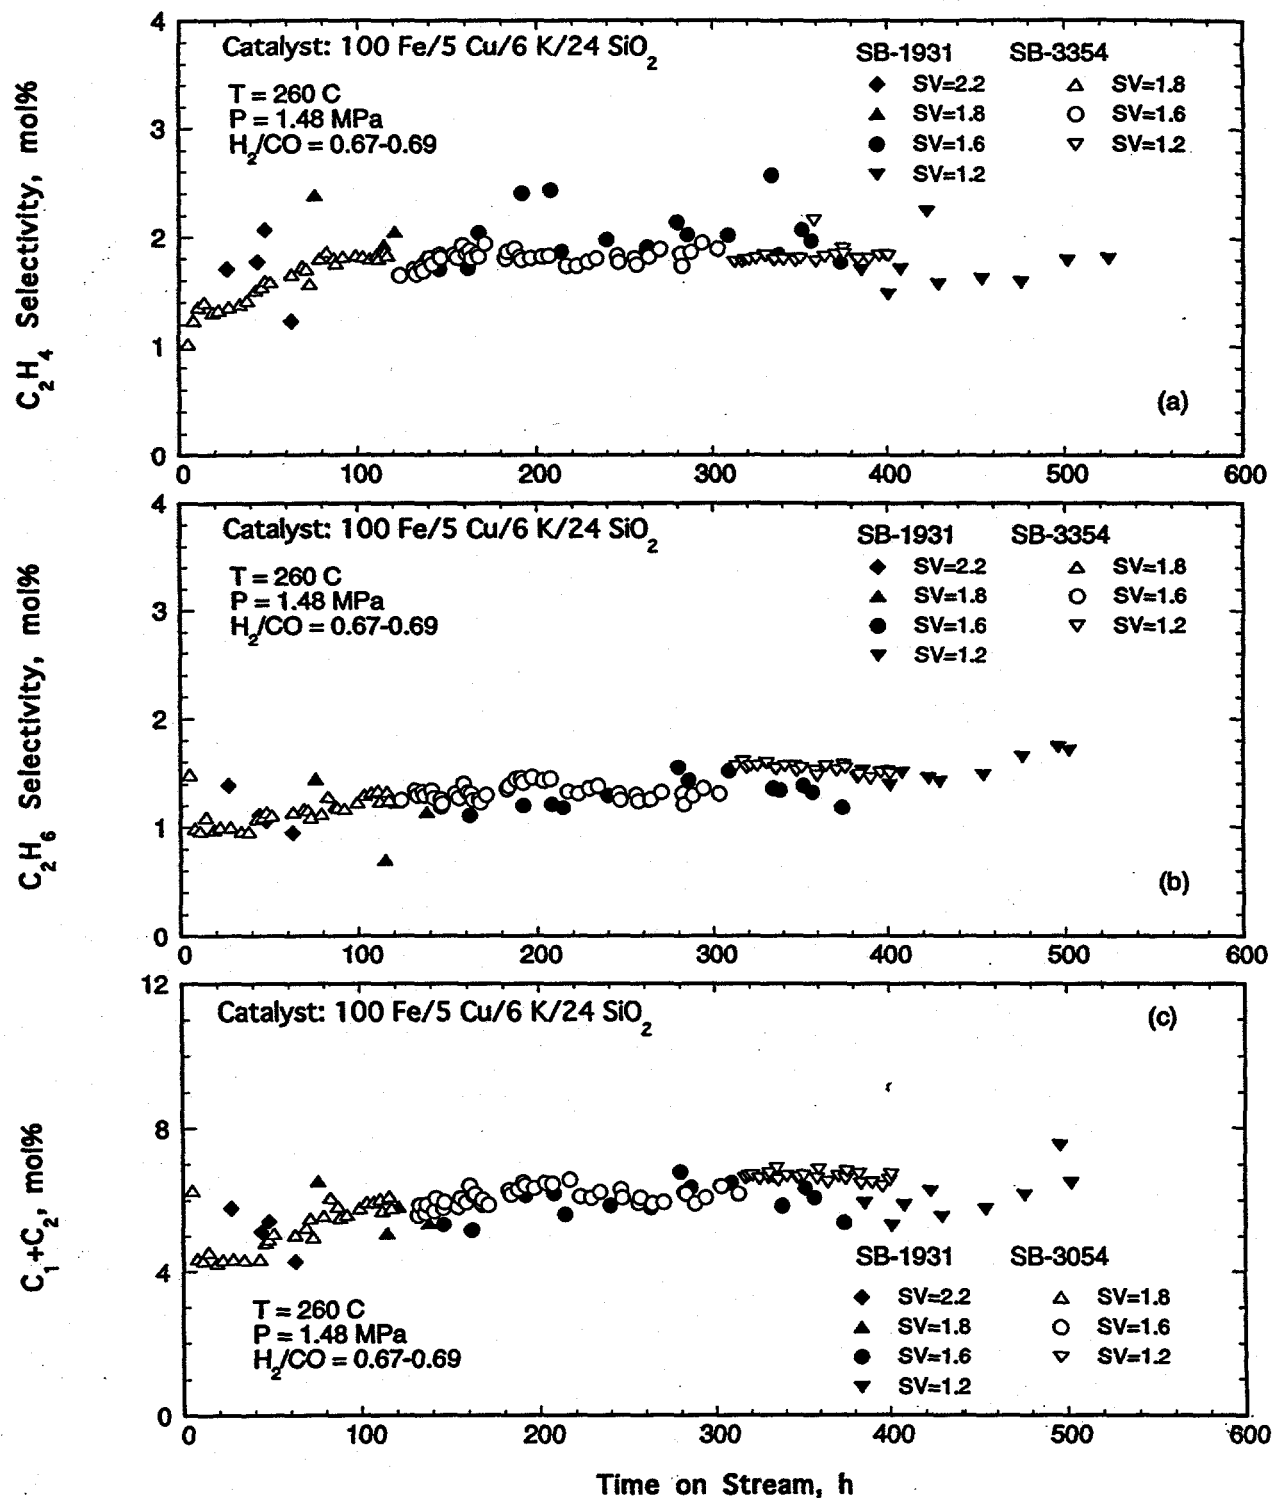 C2H4 Selectivity, mol%
4
3
2
1
0
Catalyst: 100 Fe/5 Cu/6 K/24 SiO2
T = 260 C
P = 1.48 MPa
H2/CO = 0.67-0.69
SB-1931 SB-3354
SV=2.2 SV=1.8
SV=1.8 SV=1.6
SV=1.6 SV=1.2
SV=1.2
(a)
0 100 200 300 400 500 600
C2H6 Selectivity, mol%
4
3
2
1
0
Catalyst: 100 Fe/5 Cu/6 K/24 SiO2
T = 260 C
P = 1.48 MPa
H2/CO = 0.67-0.69
SB-1931 SB-3354
SV=2.2 SV=1.8
SV=1.8 SV=1.6
SV=1.6 SV=1.2
SV=1.2
(b)
0 100 200 300 400 500 600
C1+C2, mol%
12
8
4
0
Catalyst: 100 Fe/5 Cu/6 K/24 SiO2
(c)
T = 260 C
P = 1.48 MPa
H2/CO = 0.67-0.69
SB-1931 SB-3054
SV=2.2 SV=1.8
SV=1.8 SV=1.6
SV=1.6 SV=1.2
SV=1.2
0 100 200 300 400 500 600
Time on Stream, h